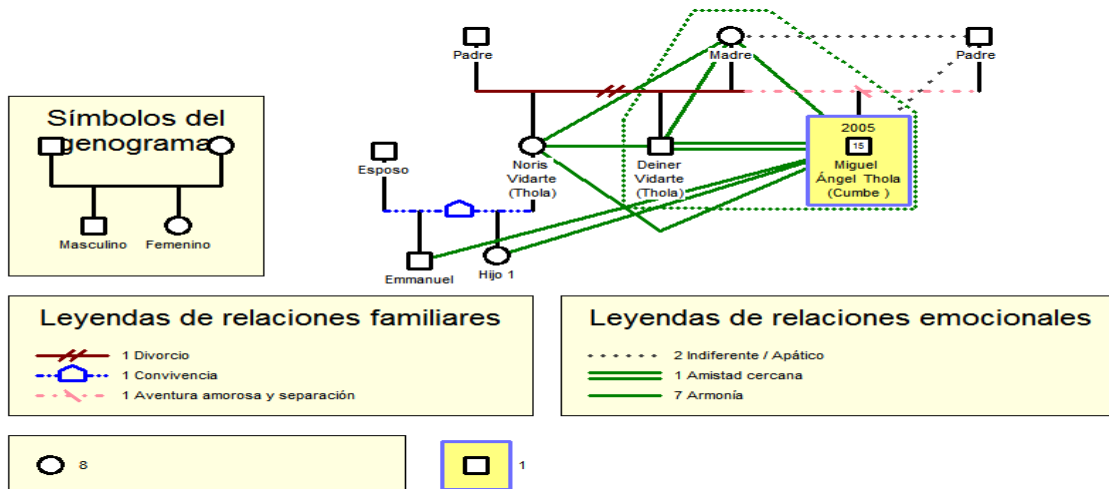 Padre
Madre
Padre
Símbolos del
genograma
Masculino
Femenino
Esposo
Noris
Vidarte
(Thola)
Deiner
Vidarte
(Thola)
2005
15
Miguel
Ángel Thola
(Cumbe )
Emmanuel
Hijo 1
Leyendas de relaciones familiares
1 Divorcio
1 Convivencia
1 Aventura amorosa y separación
Leyendas de relaciones emocionales
2 Indiferente / Apático
1 Amistad cercana
7 Armonía
8
1